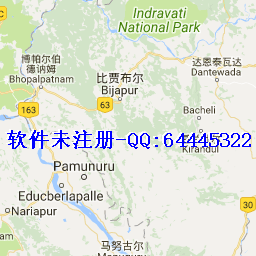 Indravati
National Park
博帕尔伯
德讷姆
Bhopalpatnam
达恩泰瓦达
Dantewada
比贾布尔
Bijapur
163
63
Bacheli
软件未注册-QQ:64445322
Kirandul
Pamunuru
Educberlapalle
Nariapur
30
马努古尔